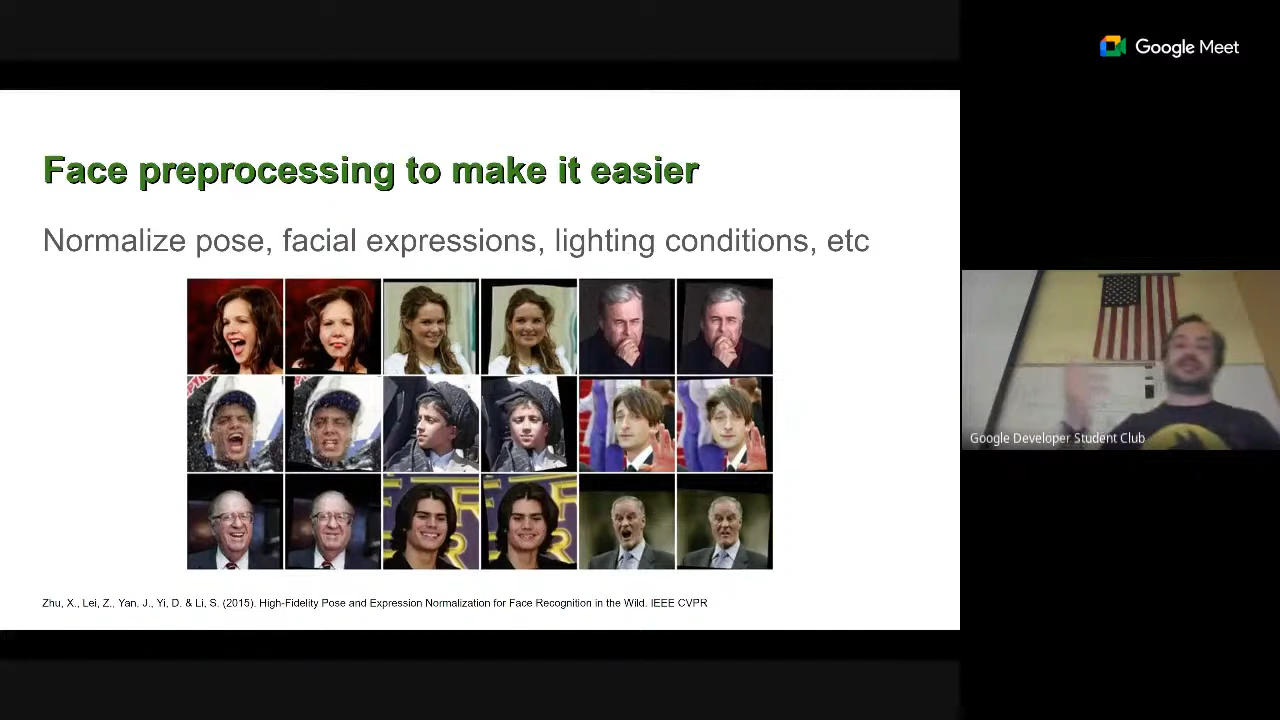 Google Meet
Face preprocessing to make it easier
Normalize pose, facial expressions, lighting conditions, etc
Google Developer Student Club
Zhu, X., Lei, Z., Yan, J., Yi, D. & Li, S. (2015). High-Fidelity Pose and Expression Normalization for Face Recognition in the Wild. IEEE CVPR